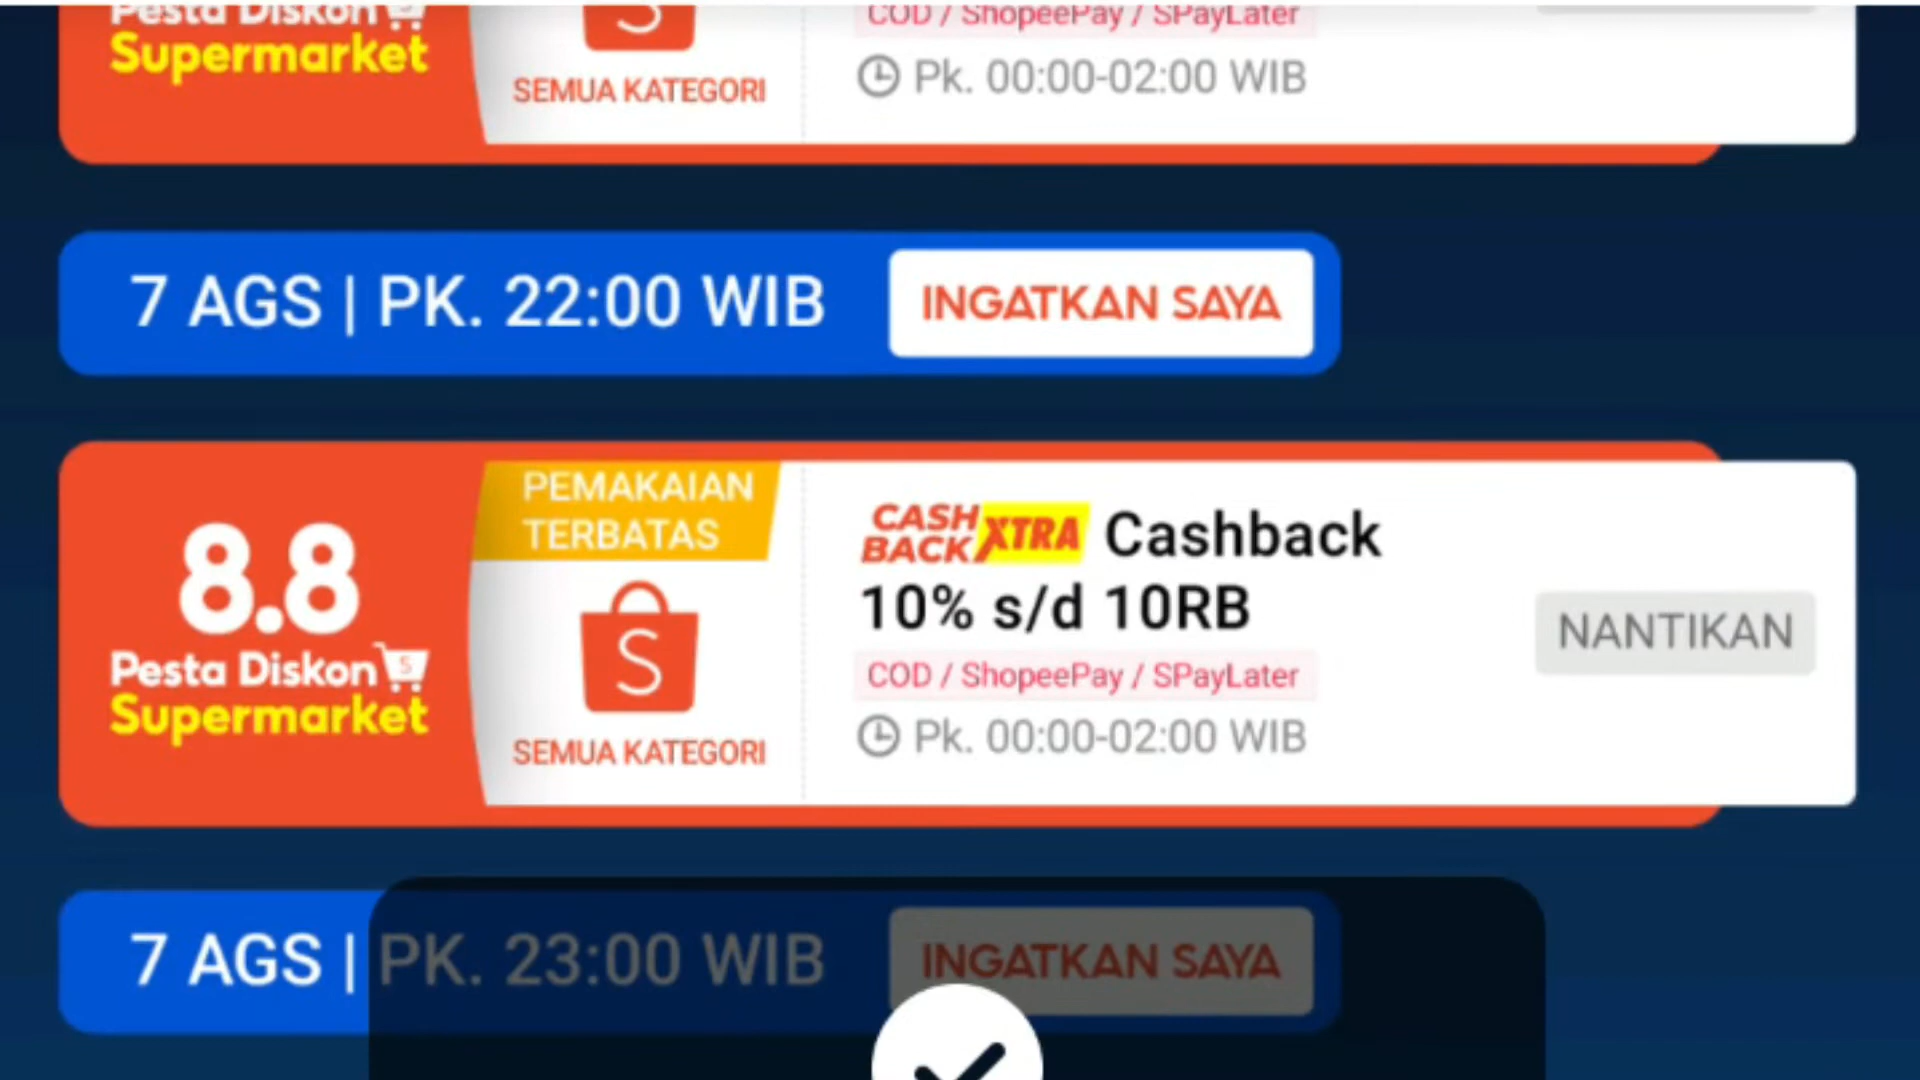 Pesta Diskon
Supermarket
SEMUA KATEGORI
COD / ShopeePay / SPayLater
Pk. 00:00-02:00 WIB
7 AGS | PK. 22:00 WIB
INGATKAN SAYA
8.8
Pesta Diskon
Supermarket
PEMAKAIAN
TERBATAS
S
SEMUA KATEGORI
CASH BACK XTRA Cashback
10% s/d 10RB
COD / ShopeePay / SPayLater
Pk. 00:00-02:00 WIB
NANTIKAN
7 AGS | PK. 23:00 WIB
INGATKAN SAYA